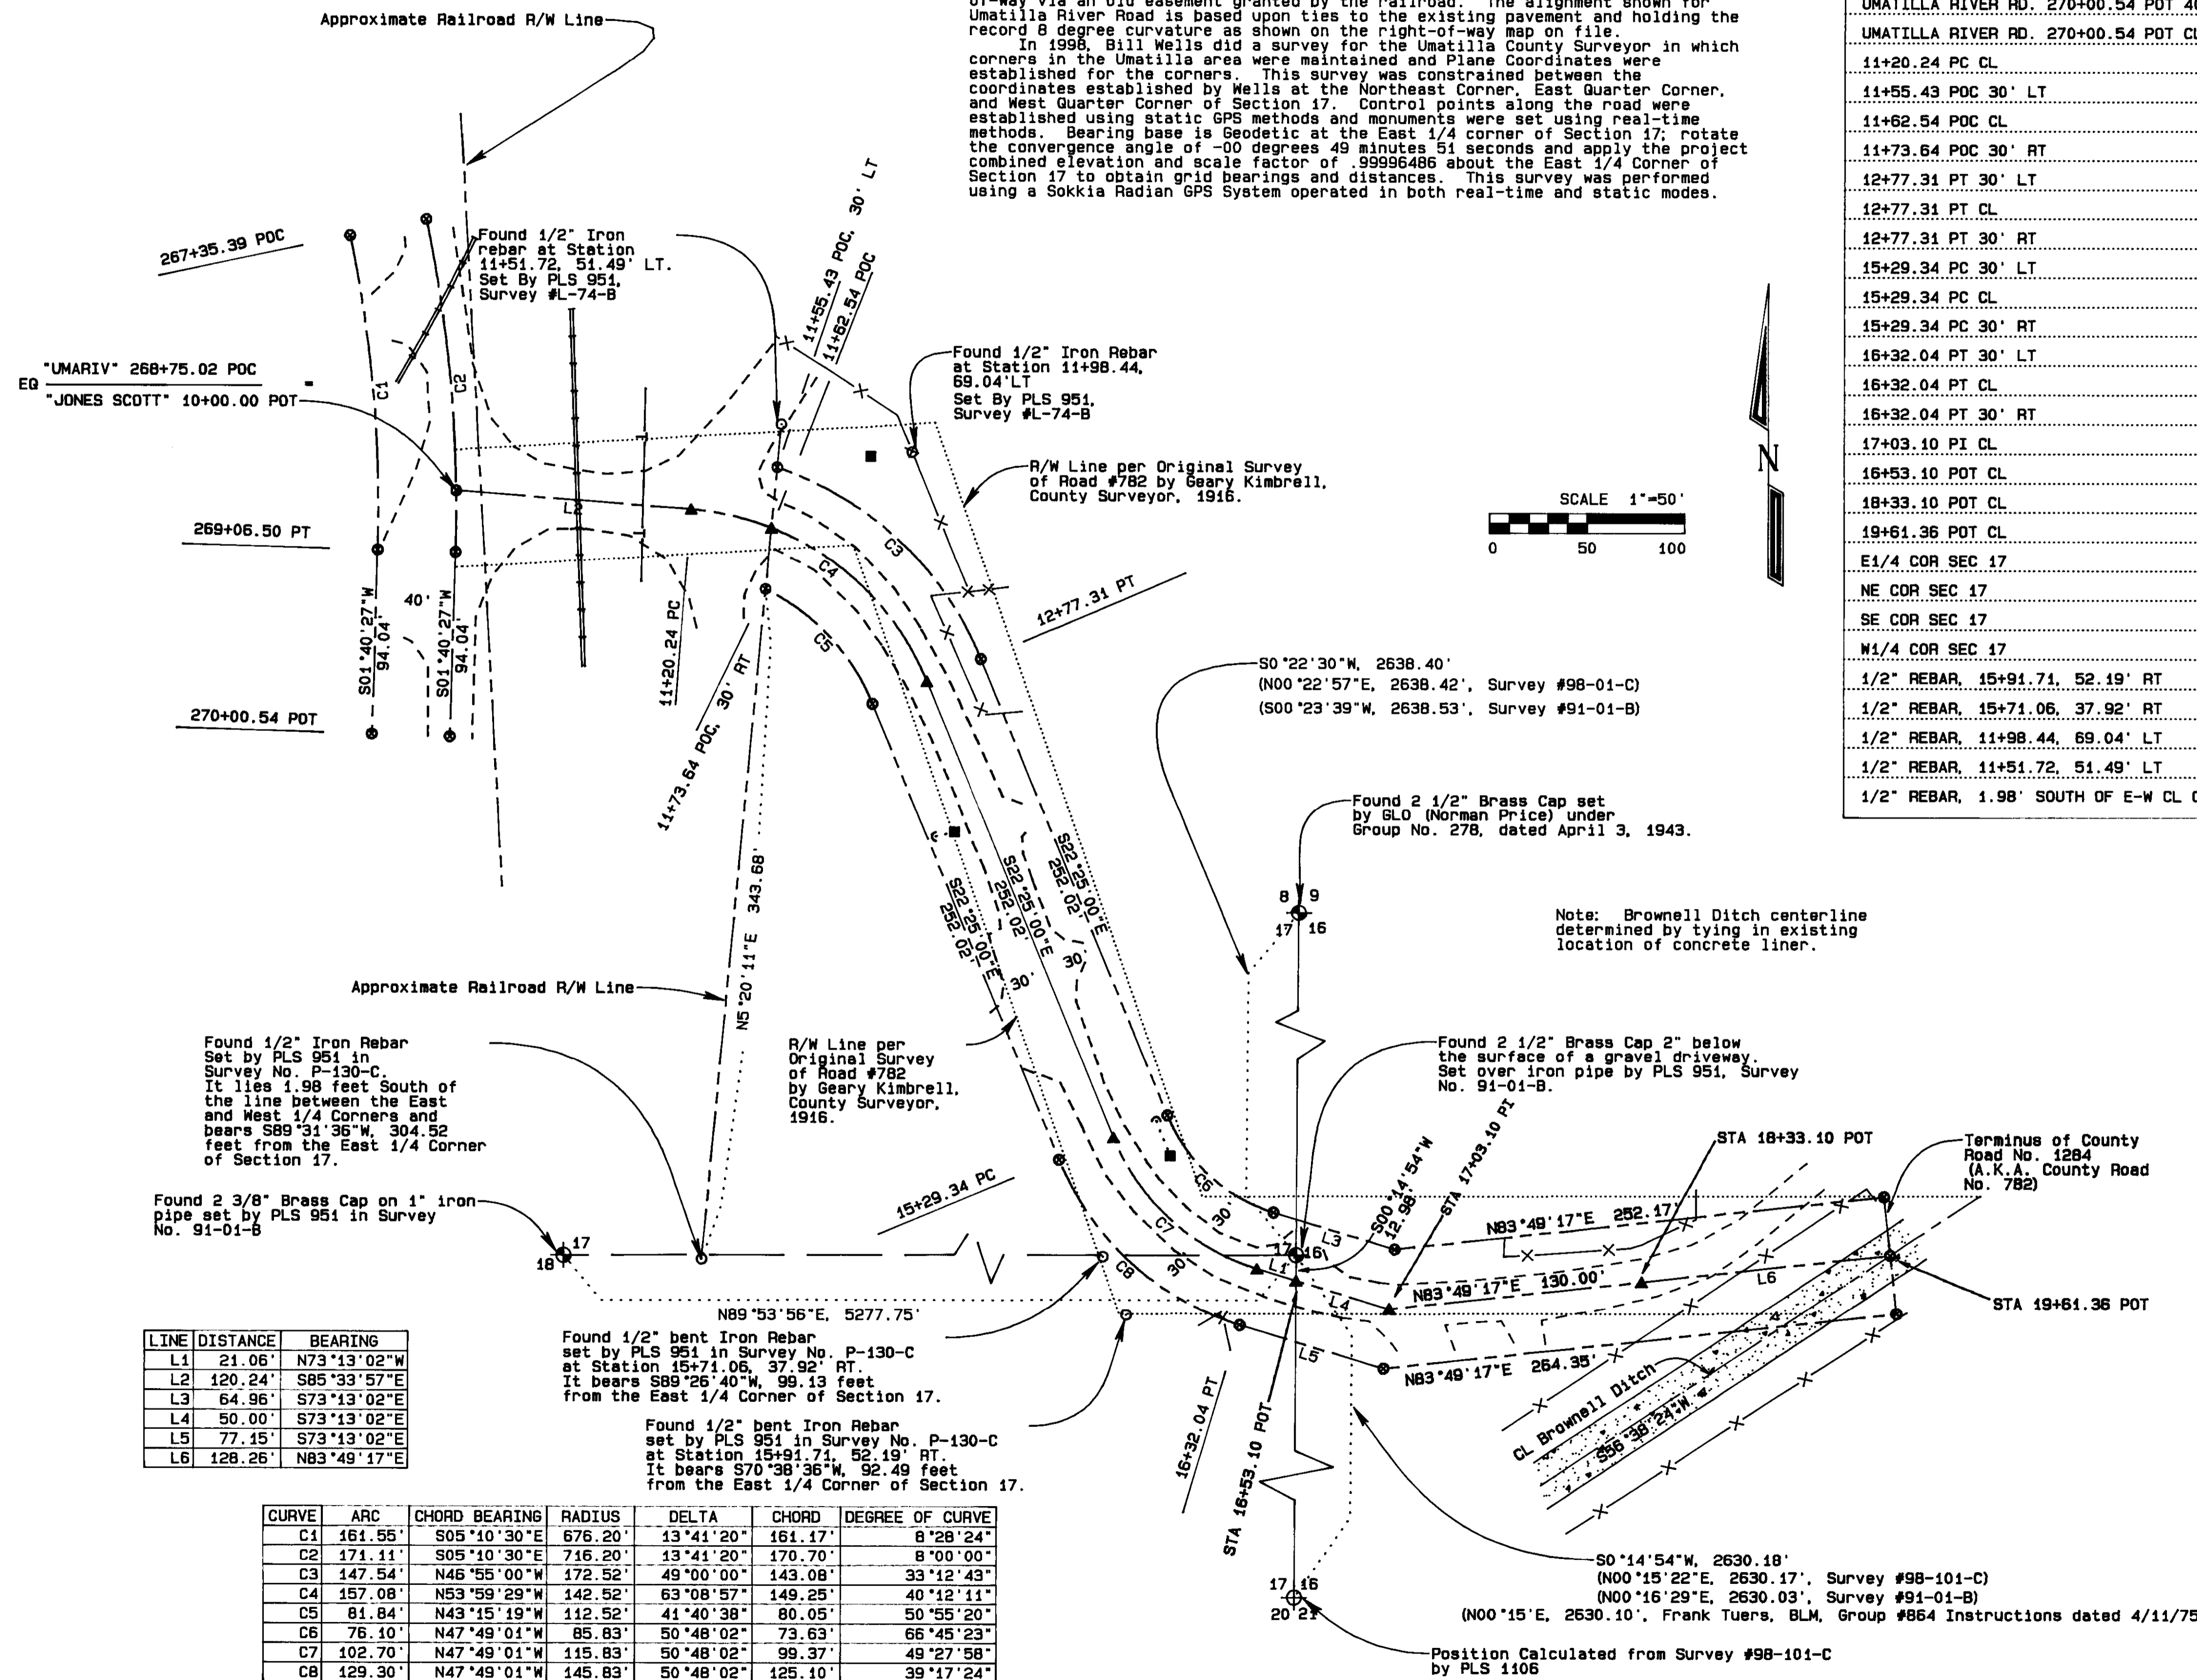 Approximate Railroad R/W Line
of-way via an old easement granted by the railroad. The alignment shown for
Umatilla River Road is based upon ties to the existing pavement and holding the
record 8 degree curvature as shown on the right-of-way map on file.
In 1998, Bill Wells did a survey for the Umatilla County Surveyor in which
corners in the Umatilla area were maintained and Plane Coordinates were
established for the corners. This survey was constrained between the
coordinates established by Wells at the Northeast Corner, East Quarter Corner,
and West Quarter Corner of Section 17. Control points along the road were
established using static GPS methods and monuments were set using real-time
methods. Bearing base is Geodetic at the East 1/4 corner of Section 17; rotate
the convergence angle of -00 degrees 49 minutes 51 seconds and apply the project
combined elevation and scale factor of .99996486 about the East 1/4 Corner of
Section 17 to obtain grid bearings and distances. This survey was performed
using a Sokkia Radian GPS System operated in both real-time and static modes.
UMATILLA RIVER RD. 270+00.54 POT 40
UMATILLA RIVER RD. 270+00.54 POT CL
11+20.24 PC CL
11+55.43 POC 30' LT
11+62.54 POC CL
11+73.64 POC 30' RT
12+77.31 PT 30' LT
12+77.31 PT CL
12+77.31 PT 30' RT
15+29.34 PC 30' LT
15+29.34 PC CL
15+29.34 PC 30' RT
16+32.04 PT 30' LT
16+32.04 PT CL
16+32.04 PT 30' RT
17+03.10 PI CL
16+53.10 POT CL
18+33.10 POT CL
19+61.36 POT CL
E1/4 COR SEC 17
NE COR SEC 17
SE COR SEC 17
W1/4 COR SEC 17
1/2" REBAR, 15+91.71, 52.19' RT
1/2" REBAR, 15+71.06, 37.92' RT
1/2" REBAR, 11+98.44, 69.04' LT
1/2" REBAR, 11+51.72, 51.49' LT
1/2" REBAR, 1.98' SOUTH OF E-W CL
267+35.39 POC
Found 1/2" Iron
rebar at Station
11+51.72, 51.49' LT.
Set By PLS 951,
Survey #L-74-B
11+55.43 POC, 30' LT
11+62.54 POC
Found 1/2" Iron Rebar
at Station 11+98.44,
69.04'LT
Set By PLS 951,
Survey #L-74-B
EQ
"UMARIV" 268+75.02 POC
=
"JONES SCOTT" 10+00.00 POT
C1
C2
R/W Line per Original Survey
of Road #782 by Geary Kimbrell,
County Surveyor, 1916.
N
SCALE 1"=50'
0 50 100
269+06.50 PT
L2
C3
C4
C5
40'
S01°40'27"W
94.04'
S01°40'27"W
94.04'
270+00.54 POT
11+20.24 PC
11+73.64 POC, 30' RT
12+77.31 PT
S0°22'30"W, 2638.40'
(N00°22'57"E, 2638.42', Survey #98-01-C)
(S00°23'39"W, 2638.53', Survey #91-01-B)
Found 2 1/2" Brass Cap set
by GLO (Norman Price) under
Group No. 278, dated April 3, 1943.
S22°25'00"E
252.02'
S22°25'00"E
252.02'
S22°25'00"E
252.02'
30'
30'
8 9
17 16
Note: Brownell Ditch centerline
determined by tying in existing
location of concrete liner.
N5°20'11"E 343.68'
Approximate Railroad R/W Line
R/W Line per
Original Survey
of Road #782
by Geary Kimbrell,
County Surveyor,
1916.
Found 1/2" Iron Rebar
Set by PLS 951 in
Survey No. P-130-C.
It lies 1.98 feet South of
the line between the East
and West 1/4 Corners and
bears S89°31'36"W, 304.52
feet from the East 1/4 Corner
of Section 17.
Found 2 1/2" Brass Cap 2" below
the surface of a gravel driveway.
Set over iron pipe by PLS 951, Survey
No. 91-01-B.
Found 2 3/8" Brass Cap on 1" iron
pipe set by PLS 951 in Survey
No. 91-01-B
18 17
15+29.34 PC
C6
C7
C8
30'
30'
17 16
L1
L3
L4
L5
L6
S00°14'54"W
12.98'
STA 17+03.10 PI
STA 18+33.10 POT
Terminus of County
Road No. 1284
(A.K.A. County Road
No. 782)
N83°49'17"E 252.17'
N83°49'17"E 130.00'
N83°49'17"E 264.35'
STA 19+61.36 POT
CL Brownell Ditch
S56°38'24"W
N89°53'56"E, 5277.75'
Found 1/2" bent Iron Rebar
set by PLS 951 in Survey No. P-130-C
at Station 15+71.06, 37.92' RT.
It bears S89°26'40"W, 99.13 feet
from the East 1/4 Corner of Section 17.
Found 1/2" bent Iron Rebar
set by PLS 951 in Survey No. P-130-C
at Station 15+91.71, 52.19' RT.
It bears S70°38'36"W, 92.49 feet
from the East 1/4 Corner of Section 17.
16+32.04 PT
STA 16+53.10 POT
LINE DISTANCE BEARING
L1 21.06' N73°13'02"W
L2 120.24' S85°33'57"E
L3 64.96' S73°13'02"E
L4 50.00' S73°13'02"E
L5 77.15' S73°13'02"E
L6 128.26' N83°49'17"E
CURVE ARC CHORD BEARING RADIUS DELTA CHORD DEGREE OF CURVE
C1 161.55' S05°10'30"E 676.20' 13°41'20" 161.17' 8°28'24"
C2 171.11' S05°10'30"E 716.20' 13°41'20" 170.70' 8°00'00"
C3 147.54' N46°55'00"W 172.52' 49°00'00" 143.08' 33°12'43"
C4 157.08' N53°59'29"W 142.52' 63°08'57" 149.25' 40°12'11"
C5 81.84' N43°15'19"W 112.52' 41°40'38" 80.05' 50°55'20"
C6 76.10' N47°49'01"W 85.83' 50°48'02" 73.63' 66°45'23"
C7 102.70' N47°49'01"W 115.83' 50°48'02" 99.37' 49°27'58"
C8 129.30' N47°49'01"W 145.83' 50°48'02" 125.10' 39°17'24"
17 16
20 21
S0°14'54"W, 2630.18'
(N00°15'22"E, 2630.17', Survey #98-101-C)
(N00°16'29"E, 2630.03', Survey #91-01-B)
(N00°15'E, 2630.10', Frank Tuers, BLM, Group #864 Instructions dated 4/11/75
Position Calculated from Survey #98-101-C
by PLS 1106